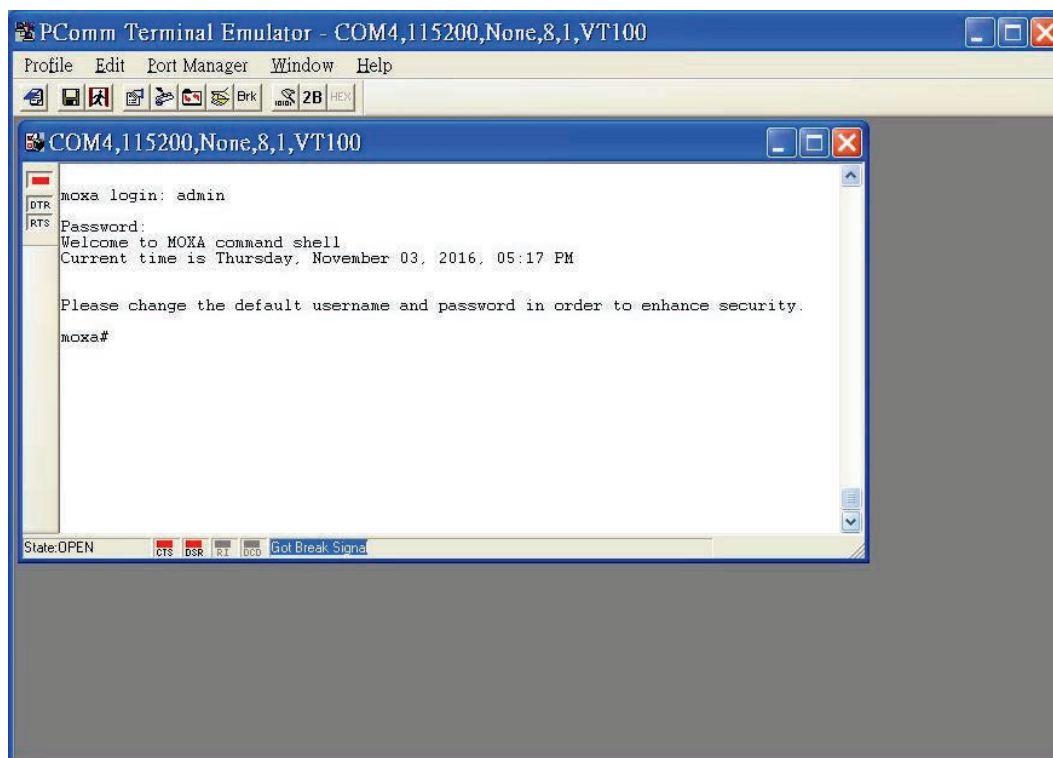 PComm Terminal Emulator - COM4,115200,None,8,1,VT100
Profile Edit Port Manager Window Help
Brk 2B HEX
COM4,115200,None,8,1,VT100
moxa login: admin
DTR
RTS
Password:
Welcome to MOXA command shell
Current time is Thursday, November 03, 2016, 05:17 PM
Please change the default username and password in order to enhance security.
moxa#
State:OPEN CTS DSR RI DCD Got Break Signal